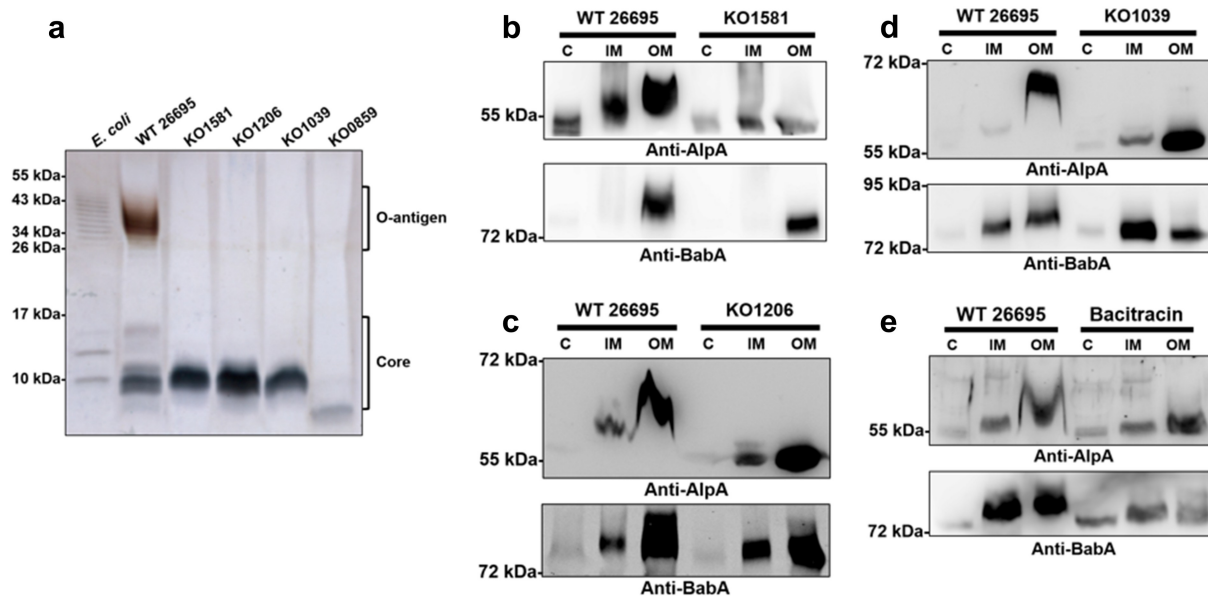 a
E. coli
WT 26695
KO1581
KO1206
KO1039
KO0859
55 kDa-
43 kDa-
34 kDa-
26 kDa-
17 kDa-
10 kDa-
O-antigen
Core
b
WT 26695 KO1581
C IM OM C IM OM
55 kDa-
Anti-AlpA
72 kDa-
Anti-BabA
c
WT 26695 KO1206
C IM OM C IM OM
72 kDa-
55 kDa-
Anti-AlpA
72 kDa-
Anti-BabA
d
WT 26695 KO1039
C IM OM C IM OM
72 kDa-
55 kDa-
Anti-AlpA
95 kDa-
72 kDa-
Anti-BabA
e
WT 26695 Bacitracin
C IM OM C IM OM
55 kDa-
Anti-AlpA
72 kDa-
Anti-BabA